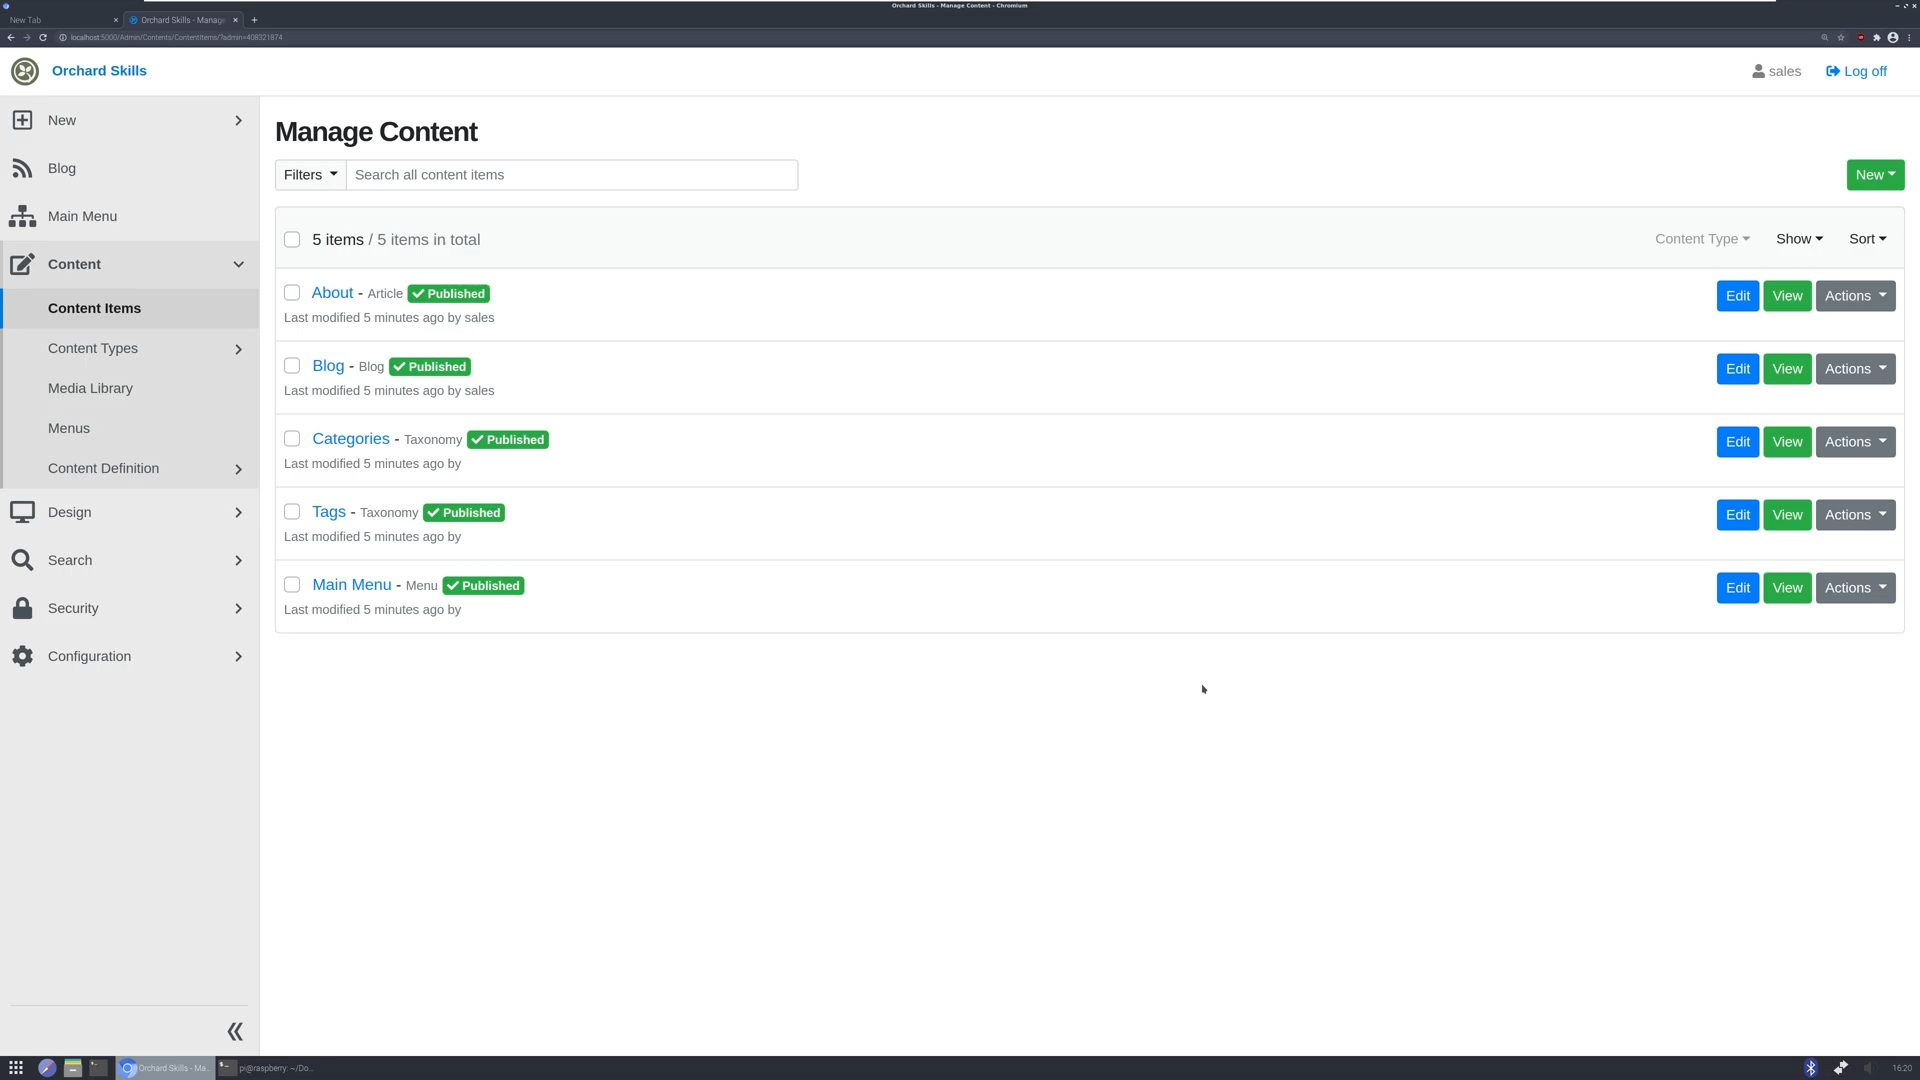 Orchard Skills - Manage Content - Chromium
New Tab
Orchard Skills - Manage
localhost:5000/Admin/Contents/ContentItems/?admin=408321874
Orchard Skills
sales
Log off
New
Blog
Main Menu
Content
Content Items
Content Types
Media Library
Menus
Content Definition
Design
Search
Security
Configuration
Manage Content
Filters
Search all content items
New
5 items / 5 items in total
Content Type
Show
Sort
About - Article Published
Last modified 5 minutes ago by sales
Edit View Actions
Blog - Blog Published
Last modified 5 minutes ago by sales
Edit View Actions
Categories - Taxonomy Published
Last modified 5 minutes ago by
Edit View Actions
Tags - Taxonomy Published
Last modified 5 minutes ago by
Edit View Actions
Main Menu - Menu Published
Last modified 5 minutes ago by
Edit View Actions
Orchard Skills - Ma...
pi@raspberry: ~/Do...
16:20